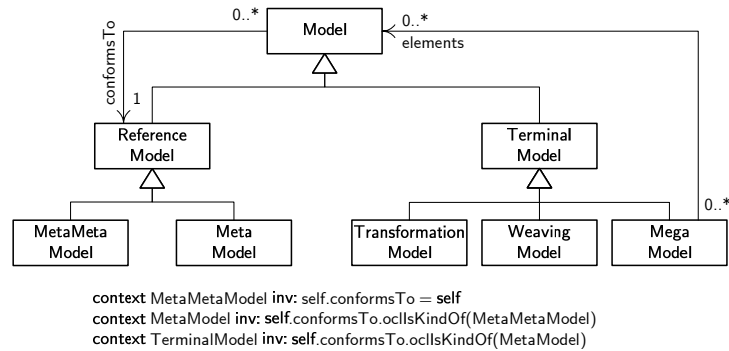 0..*
Model
0..*
elements
conformsTo
1
Reference
Model
Terminal
Model
0..*
MetaMeta
Model
Meta
Model
Transformation
Model
Weaving
Model
Mega
Model
context MetaMetaModel inv: self.conformsTo = self
context MetaModel inv: self.conformsTo.oclIsKindOf(MetaMetaModel)
context TerminalModel inv: self.conformsTo.oclIsKindOf(MetaModel)